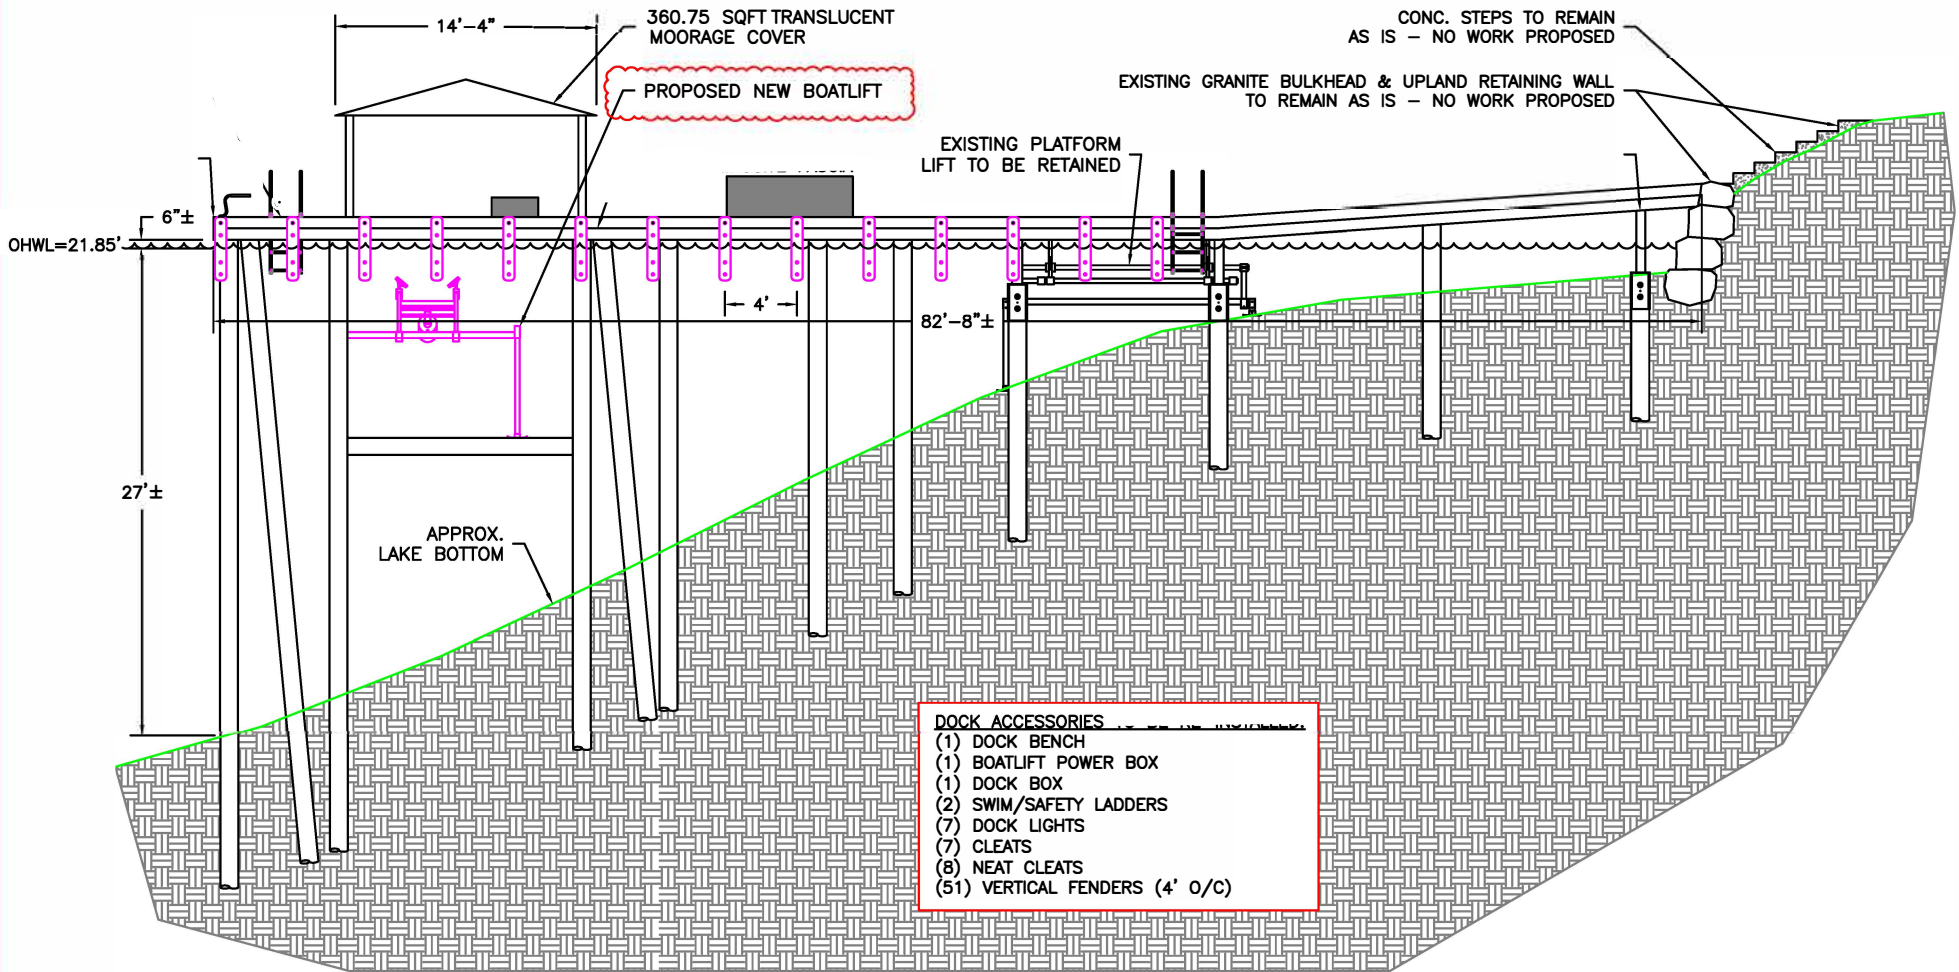 14'-4"
360.75 SQFT TRANSLUCENT
MOORAGE COVER
PROPOSED NEW BOATLIFT
CONC. STEPS TO REMAIN
AS IS – NO WORK PROPOSED
EXISTING GRANITE BULKHEAD & UPLAND RETAINING WALL
TO REMAIN AS IS – NO WORK PROPOSED
EXISTING PLATFORM
LIFT TO BE RETAINED
6"±
OHWL=21.85'
4'
82'-8"±
27'±
APPROX.
LAKE BOTTOM
DOCK ACCESSORIES
(1) DOCK BENCH
(1) BOATLIFT POWER BOX
(1) DOCK BOX
(2) SWIM/SAFETY LADDERS
(7) DOCK LIGHTS
(7) CLEATS
(8) NEAT CLEATS
(51) VERTICAL FENDERS (4' O/C)